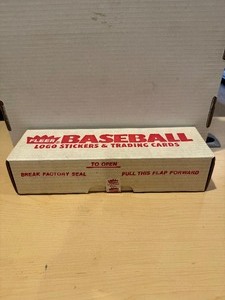 FLEER BASEBALL
LOGO STICKERS & TRADING CARDS
TO OPEN
BREAK FACTORY SEAL PULL THIS FLAP FORWARD